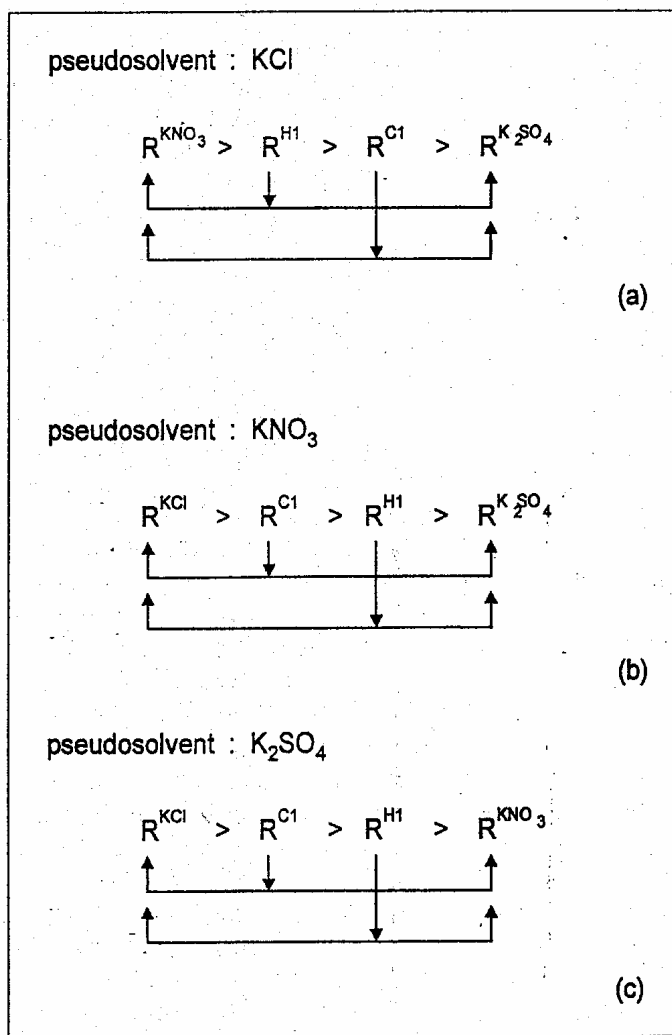 pseudosolvent : KCl
R^KNO₃ > R^H1 > R^C1 > R^K₂SO₄
(a)
pseudosolvent : KNO₃
R^KCl > R^C1 > R^H1 > R^K₂SO₄
(b)
pseudosolvent : K₂SO₄
R^KCl > R^C1 > R^H1 > R^KNO₃
(c)